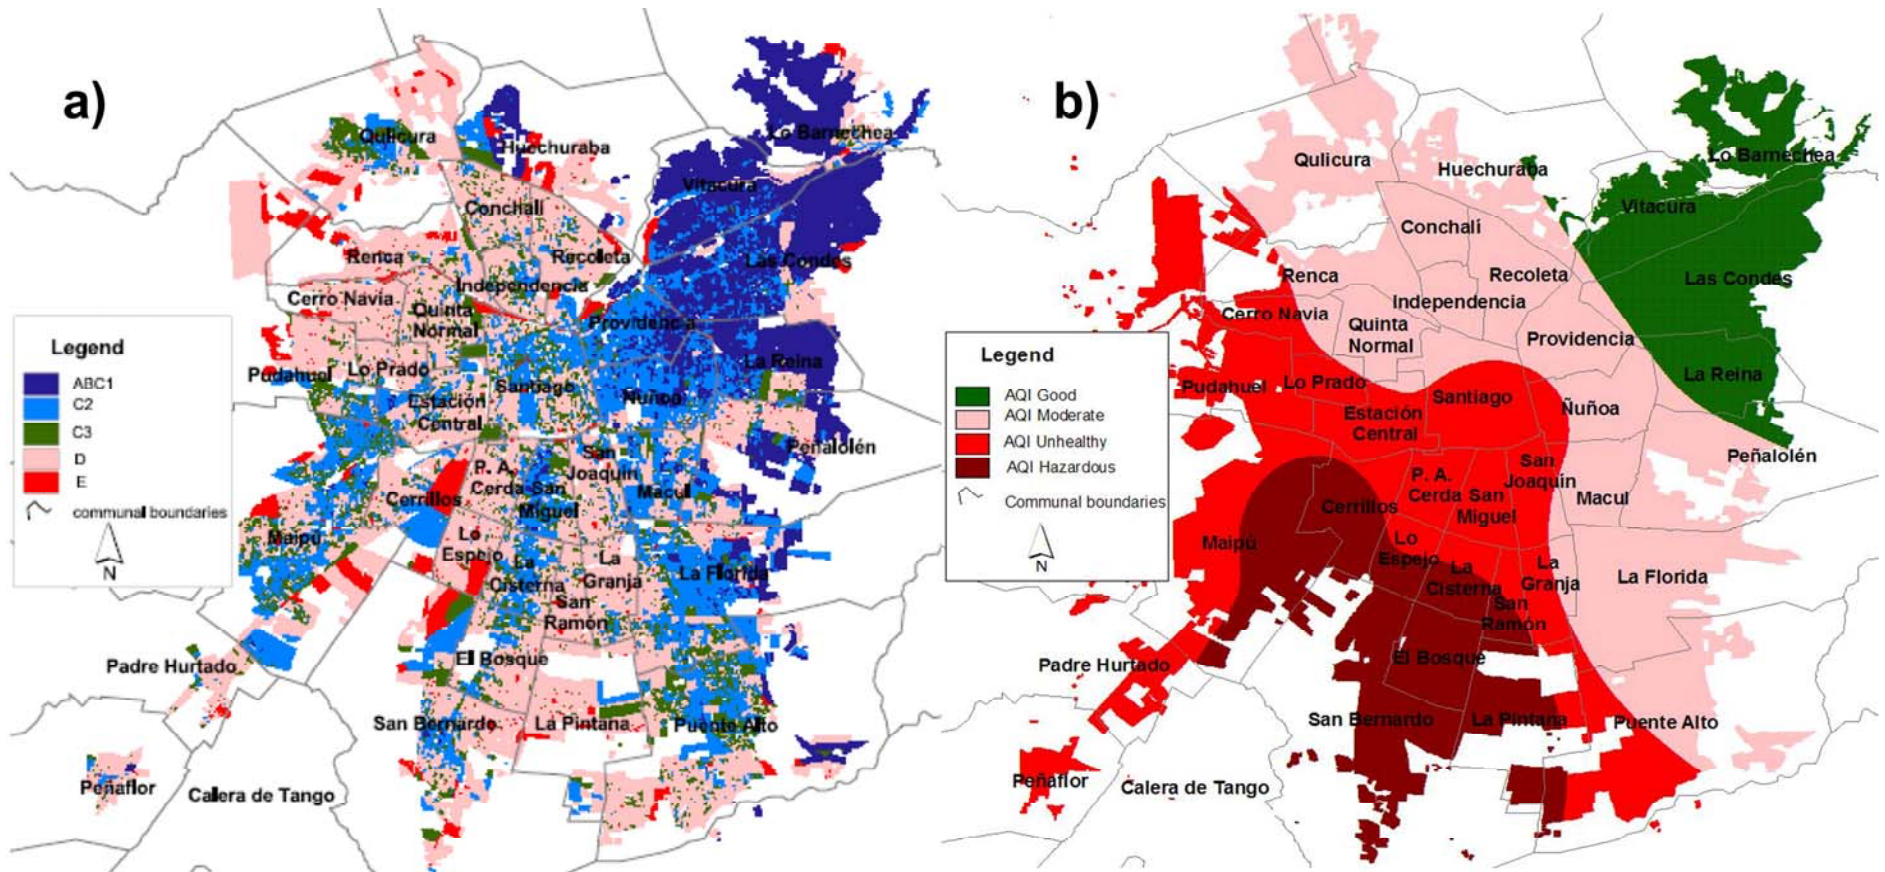 a)
Qulicura
Huechuraba
Lo Barnechea
Vitacura
Conchalí
Renca
Recoleta
Las Condes
Independencia
Cerro Navia
Quinta
Normal
Providencia
La Reina
Pudahuel
Lo Prado
Santiago
Ñuñoa
Estación
Central
Peñalolén
San
Joaquín
P. A.
Cerda
San
Miguel
Cerrillos
Macul
Maipú
Lo
Espejo
La
Cisterna
La
Granja
La Florida
San
Ramón
El Bosque
Padre Hurtado
San Bernardo
La Pintana
Puente Alto
Peñaflor
Calera de Tango
Legend
ABC1
C2
C3
D
E
communal boundaries
N
b)
Qulicura
Huechuraba
Lo Barnechea
Vitacura
Conchalí
Renca
Recoleta
Las Condes
Independencia
Cerro Navia
Quinta
Normal
Providencia
La Reina
Pudahuel
Lo Prado
Santiago
Ñuñoa
Estación
Central
Peñalolén
San
Joaquín
P. A.
Cerda
San
Miguel
Macul
Cerrillos
Maipú
Lo
Espejo
La
Cisterna
La
Granja
La Florida
San
Ramón
El Bosque
Padre Hurtado
San Bernardo
La Pintana
Puente Alto
Peñaflor
Calera de Tango
Legend
AQI Good
AQI Moderate
AQI Unhealthy
AQI Hazardous
Communal boundaries
N